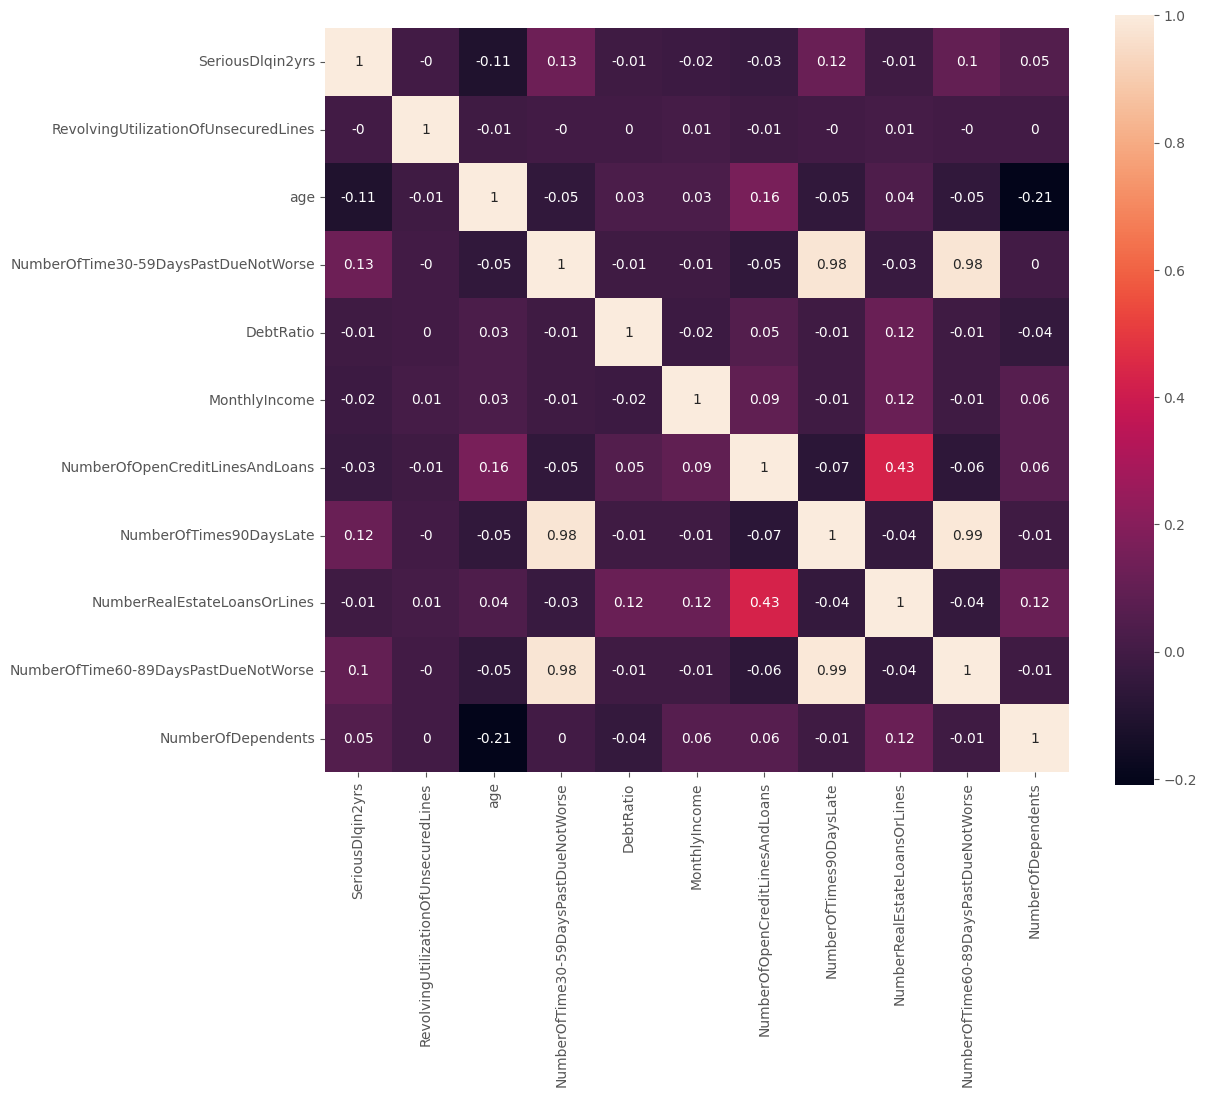 SeriousDlqin2yrs 1 -0 -0.11 0.13 -0.01 -0.02 -0.03 0.12 -0.01 0.1 0.05
RevolvingUtilizationOfUnsecuredLines -0 1 -0.01 -0 0 0.01 -0.01 -0 0.01 -0 0
age -0.11 -0.01 1 -0.05 0.03 0.03 0.16 -0.05 0.04 -0.05 -0.21
NumberOfTime30-59DaysPastDueNotWorse 0.13 -0 -0.05 1 -0.01 -0.01 -0.05 0.98 -0.03 0.98 0
DebtRatio -0.01 0 0.03 -0.01 1 -0.02 0.05 -0.01 0.12 -0.01 -0.04
MonthlyIncome -0.02 0.01 0.03 -0.01 -0.02 1 0.09 -0.01 0.12 -0.01 0.06
NumberOfOpenCreditLinesAndLoans -0.03 -0.01 0.16 -0.05 0.05 0.09 1 -0.07 0.43 -0.06 0.06
NumberOfTimes90DaysLate 0.12 -0 -0.05 0.98 -0.01 -0.01 -0.07 1 -0.04 0.99 -0.01
NumberRealEstateLoansOrLines -0.01 0.01 0.04 -0.03 0.12 0.12 0.43 -0.04 1 -0.04 0.12
NumberOfTime60-89DaysPastDueNotWorse 0.1 -0 -0.05 0.98 -0.01 -0.01 -0.06 0.99 -0.04 1 -0.01
NumberOfDependents 0.05 0 -0.21 0 -0.04 0.06 0.06 -0.01 0.12 -0.01 1
SeriousDlqin2yrs
RevolvingUtilizationOfUnsecuredLines
age
NumberOfTime30-59DaysPastDueNotWorse
DebtRatio
MonthlyIncome
NumberOfOpenCreditLinesAndLoans
NumberOfTimes90DaysLate
NumberRealEstateLoansOrLines
NumberOfTime60-89DaysPastDueNotWorse
NumberOfDependents
1.0
0.8
0.6
0.4
0.2
0.0
−0.2